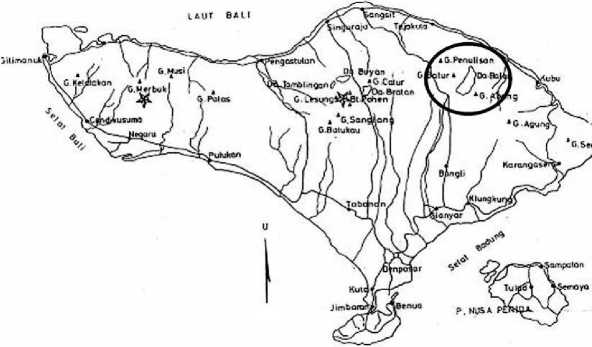 LAUT BALI
Sangsit
Singuraja
Tejakula
Gilimanuk
Pengastulan
G. Penulisan
G. Musi
Da. Buyan
G. Batur
Da. Batur
G. Kelatakan
G. Merbuk
Da. Tamblingan
G. Catur
Kubu
G. Patas
G. Lesung
Bt. Pohen
Da. Bratan
G. Abang
G. Sanghang
Candikusuma
G. Batukau
G. Agung
Negara
Selat Bali
G. Se
Pulukan
Karangasem
Bangli
Klungkung
Tabanan
Gianyar
U
Selat Badung
Denpasar
Sampalan
Kuta
Tulad
Semaya
Jimbaran
Benua
P. NUSA PENIDA